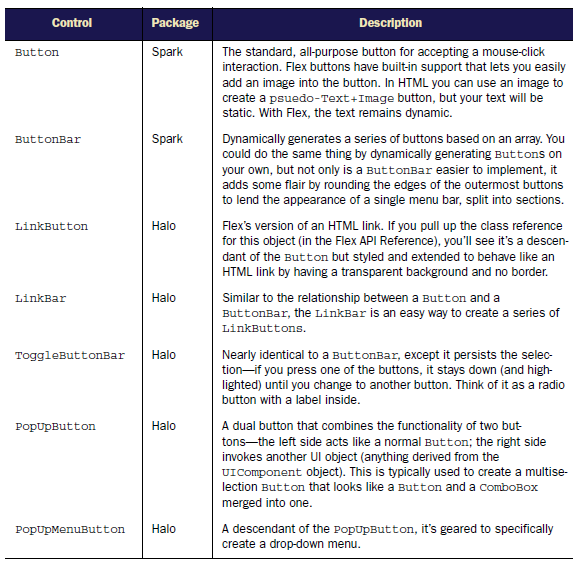 Control Package Description
Button Spark The standard, all-purpose button for accepting a mouse-click
interaction. Flex buttons have built-in support that lets you easily
add an image into the button. In HTML you can use an image to
create a psuedo-Text+Image button, but your text will be
static. With Flex, the text remains dynamic.
ButtonBar Spark Dynamically generates a series of buttons based on an array. You
could do the same thing by dynamically generating Buttons on
your own, but not only is a ButtonBar easier to implement, it
adds some flair by rounding the edges of the outermost buttons
to lend the appearance of a single menu bar, split into sections.
LinkButton Halo Flex's version of an HTML link. If you pull up the class reference
for this object (in the Flex API Reference), you'll see it's a descen-
dant of the Button but styled and extended to behave like an
HTML link by having a transparent background and no border.
LinkBar Halo Similar to the relationship between a Button and a
ButtonBar, the LinkBar is an easy way to create a series of
LinkButtons.
ToggleButtonBar Halo Nearly identical to a ButtonBar, except it persists the selec-
tion—if you press one of the buttons, it stays down (and high-
lighted) until you change to another button. Think of it as a radio
button with a label inside.
PopUpButton Halo A dual button that combines the functionality of two but-
tons—the left side acts like a normal Button; the right side
invokes another UI object (anything derived from the
UIComponent object). This is typically used to create a multise-
lection Button that looks like a Button and a ComboBox
merged into one.
PopUpMenuButton Halo A descendant of the PopUpButton, it's geared to specifically
create a drop-down menu.